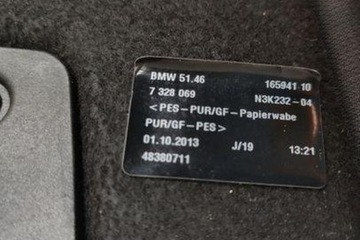 BMW 51.46 165941 10
7 328 069 N3K232-04
<PES-PUR/GF-Papierwabe
PUR/GF-PES>
01.10.2013 J/19 13:21
48380711